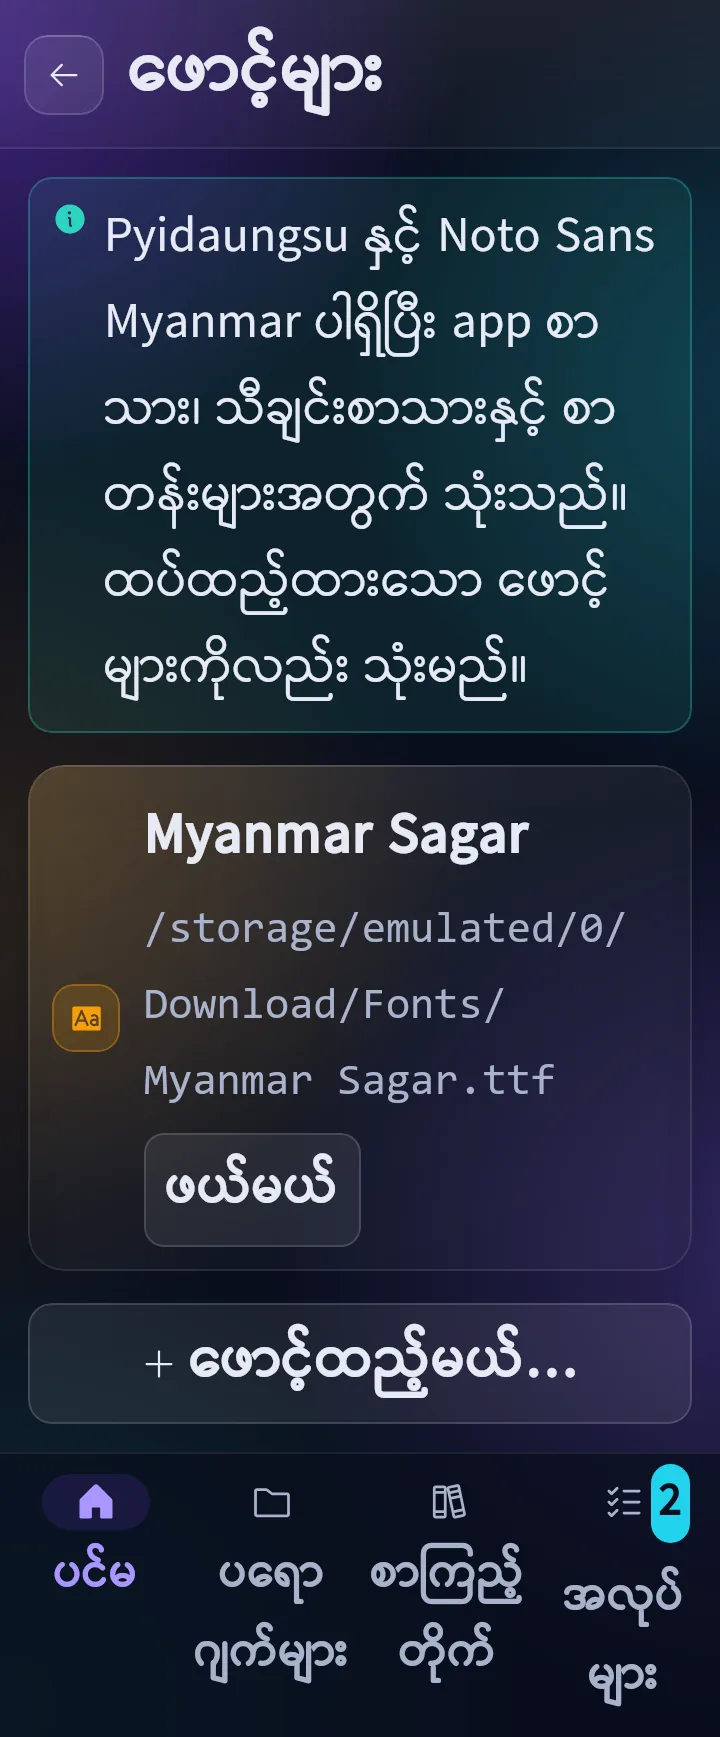 ဖောင့်များ
Pyidaungsu နှင့် Noto Sans
Myanmar ပါရှိပြီး app စာ
သား၊ သီချင်းစာသားနှင့် စာ
တန်းများအတွက် သုံးသည်။
ထပ်ထည့်ထားသော ဖောင့်
များကိုလည်း သုံးမည်။
Myanmar Sagar
/storage/emulated/0/
Download/Fonts/
Myanmar Sagar.ttf
Aa
ဖယ်မယ်
+ ဖောင့်ထည့်မယ်...
2
ပင်မ
ပရော
ဂျက်များ
စာကြည့်
တိုက်
အလုပ်
များ